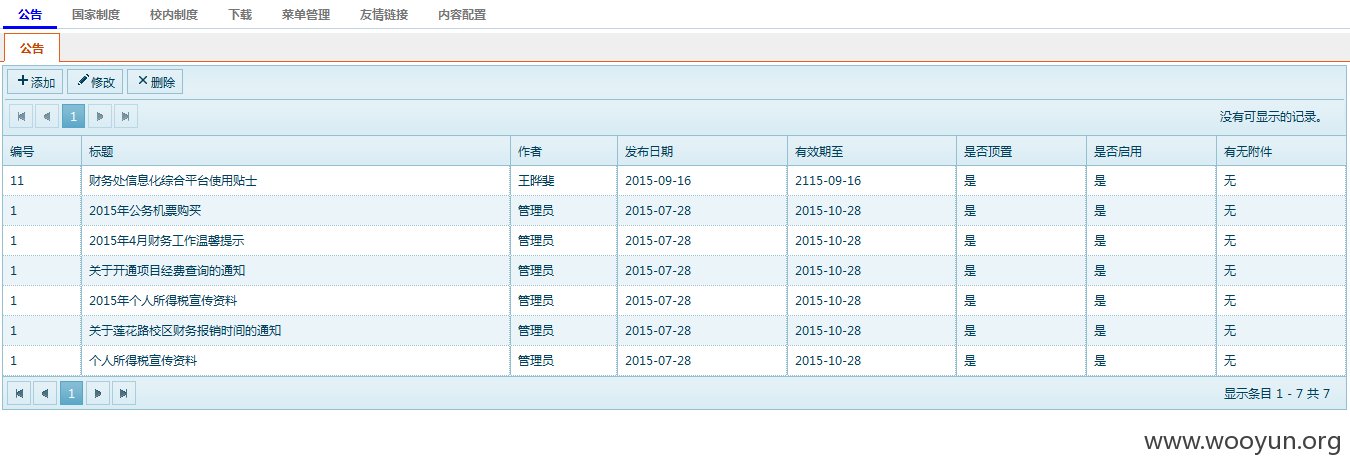 公告 国家制度 校内制度 下载 菜单管理 友情链接 内容配置
公告
添加 修改 删除
1 没有可显示的记录。
编号 标题 作者 发布日期 有效期至 是否顶置 是否启用 有无附件
11 财务处信息化综合平台使用贴士 王晔斐 2015-09-16 2115-09-16 是 是 无
1 2015年公务机票购买 管理员 2015-07-28 2015-10-28 是 是 无
1 2015年4月财务工作温馨提示 管理员 2015-07-28 2015-10-28 是 是 无
1 关于开通项目经费查询的通知 管理员 2015-07-28 2015-10-28 是 是 无
1 2015年个人所得税宣传资料 管理员 2015-07-28 2015-10-28 是 是 无
1 关于莲花路校区财务报销时间的通知 管理员 2015-07-28 2015-10-28 是 是 无
1 个人所得税宣传资料 管理员 2015-07-28 2015-10-28 是 是 无
1 显示条目 1 - 7 共 7
www.wooyun.org